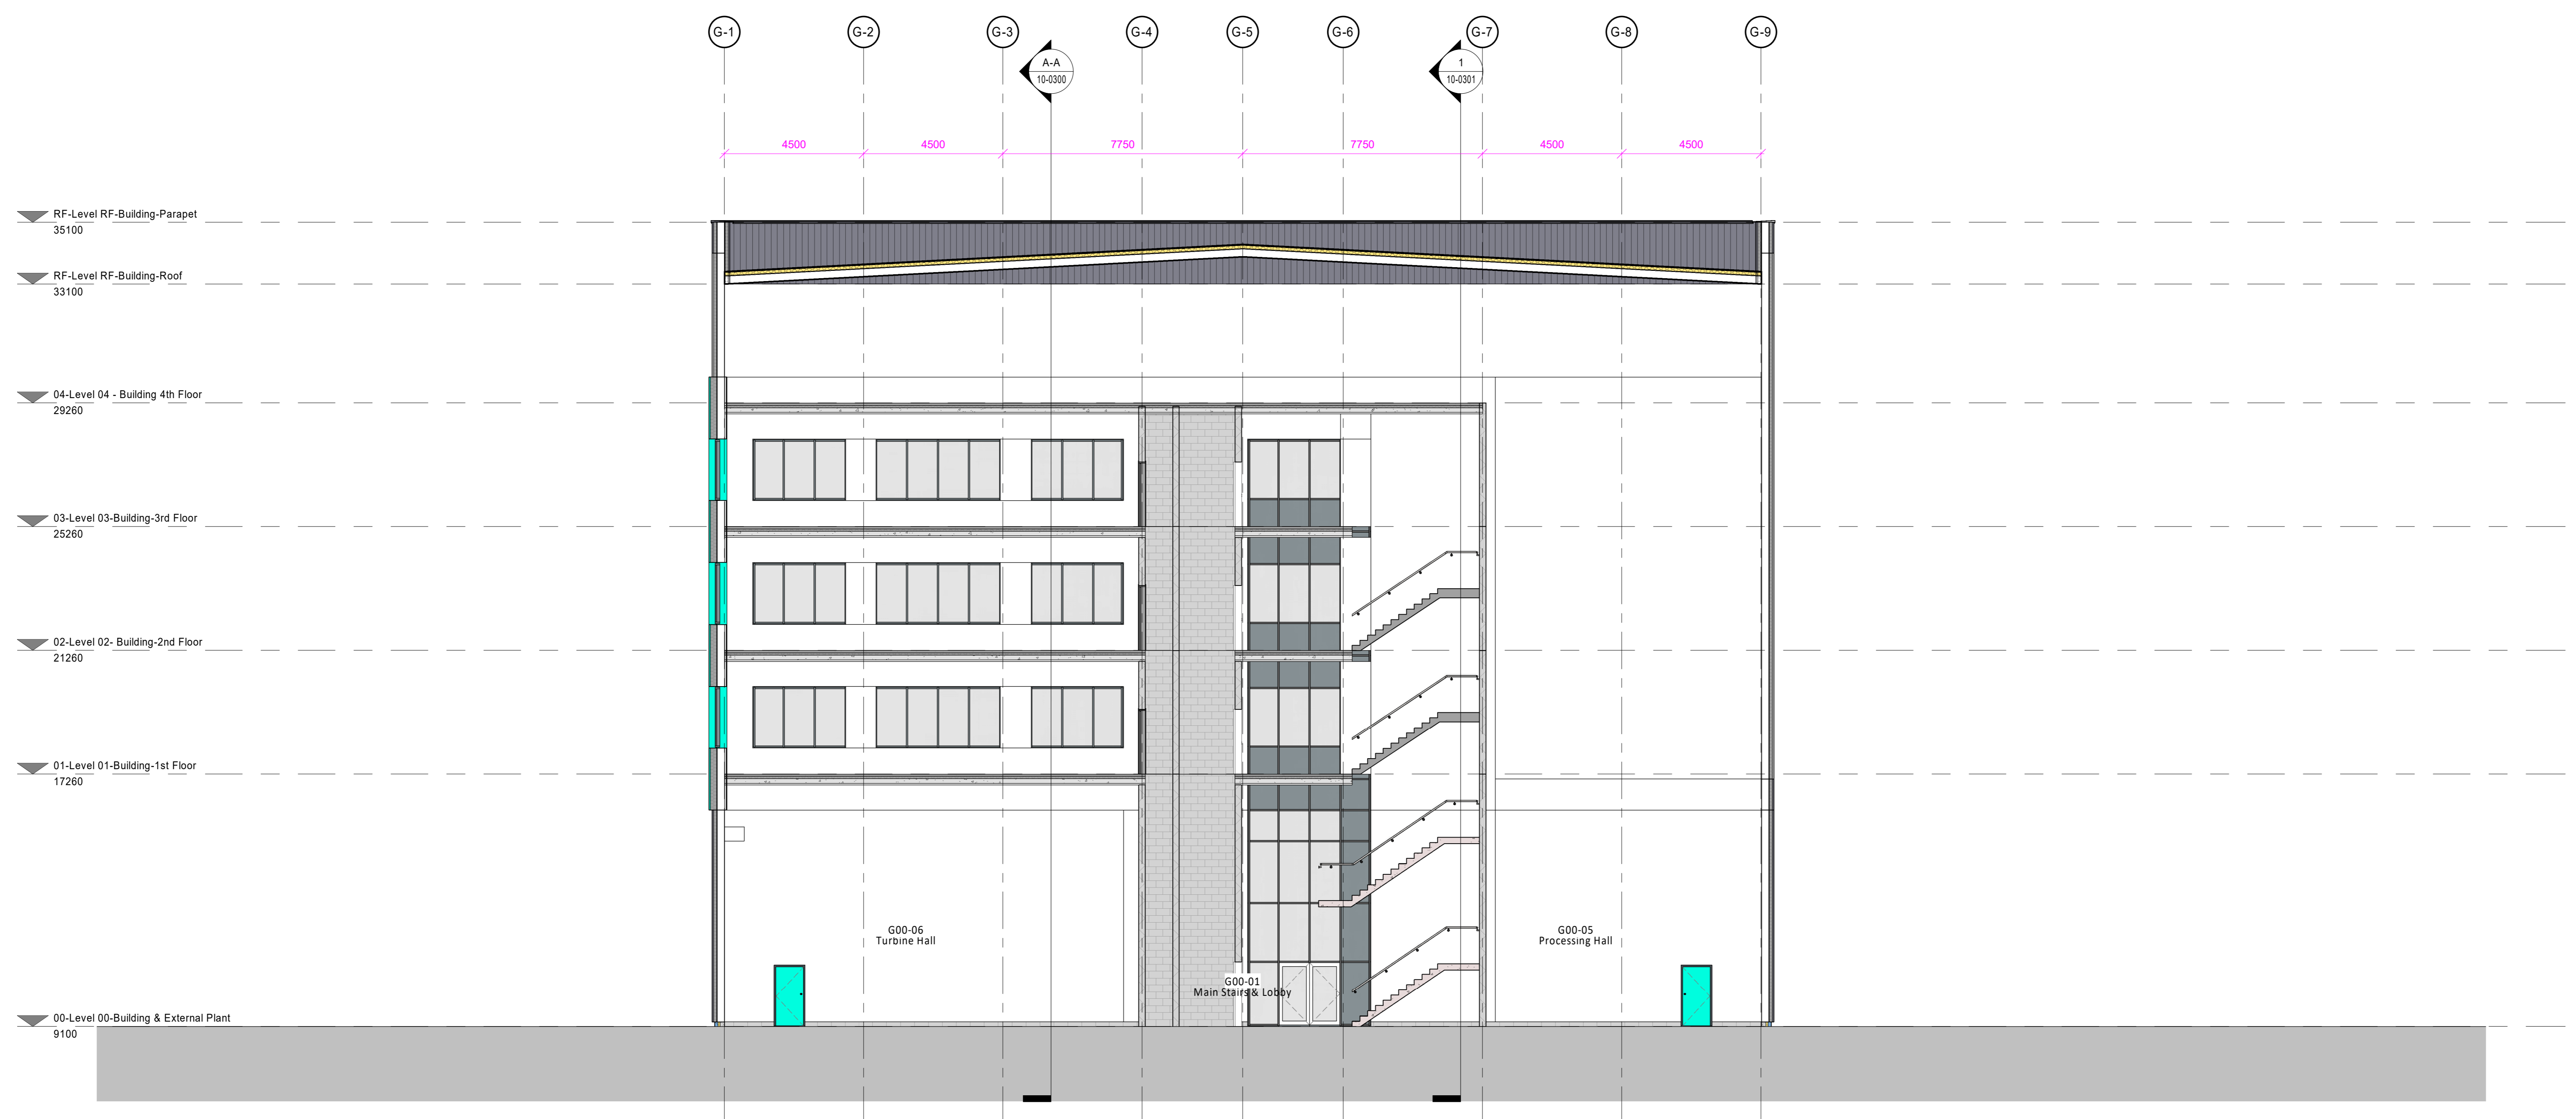 G-1 G-2 G-3 G-4 G-5 G-6 G-7 G-8 G-9
A-A
10-0300
1
10-0301
4500 4500 7750 7750 4500 4500
RF-Level RF-Building-Parapet
35100
RF-Level RF-Building-Roof
33100
04-Level 04 - Building 4th Floor
29260
03-Level 03-Building-3rd Floor
25260
02-Level 02- Building-2nd Floor
21260
01-Level 01-Building-1st Floor
17260
G00-06
Turbine Hall
G00-05
Processing Hall
G00-01
Main Stairs & Lobby
00-Level 00-Building & External Plant
9100